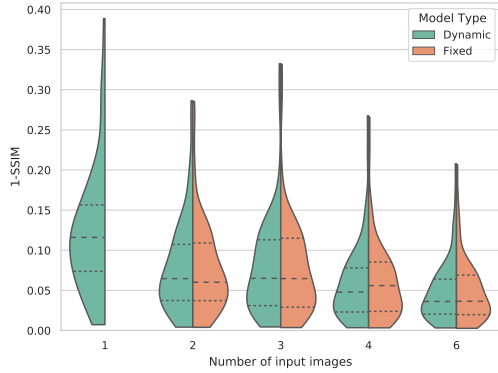 0.40
0.35
0.30
0.25
0.20
0.15
0.10
0.05
0.00
1-SSIM
Model Type
Dynamic
Fixed
1 2 3 4 6
Number of input images